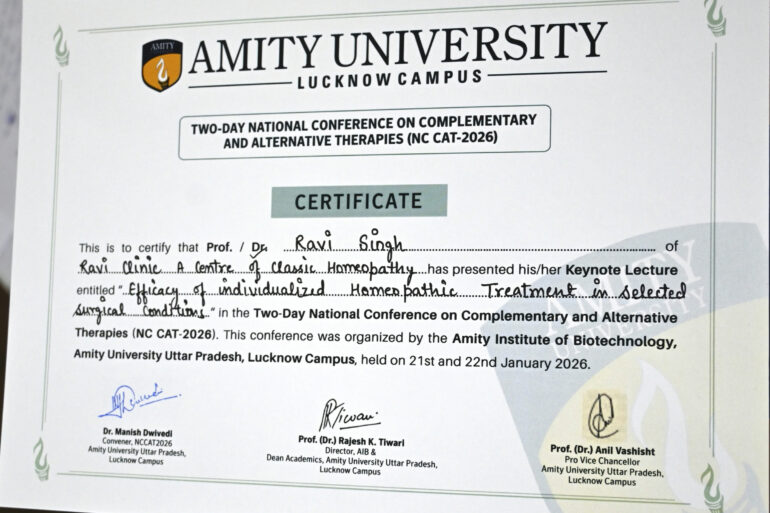 AMITY
AMITY UNIVERSITY
LUCKNOW CAMPUS
TWO-DAY NATIONAL CONFERENCE ON COMPLEMENTARY
AND ALTERNATIVE THERAPIES (NC CAT-2026)
CERTIFICATE
This is to certify that Prof. / Dr. Ravi Singh of
Ravi Clinic A Centre of Classic Homeopathy has presented his/her Keynote Lecture
entitled "Efficacy of individualized Homeopathic Treatment in selected
Surgical Conditions" in the Two-Day National Conference on Complementary and Alternative
Therapies (NC CAT-2026). This conference was organized by the Amity Institute of Biotechnology,
Amity University Uttar Pradesh, Lucknow Campus, held on 21st and 22nd January 2026.
Dr. Manish Dwivedi
Convener, NCCAT2026
Amity University Uttar Pradesh,
Lucknow Campus
RKTiwari
Prof. (Dr.) Rajesh K. Tiwari
Director, AIB &
Dean Academics, Amity University Uttar Pradesh,
Lucknow Campus
Prof. (Dr.) Anil Vashisht
Pro Vice Chancellor
Amity University Uttar Pradesh,
Lucknow Campus
AMITY
UNIVERSITY